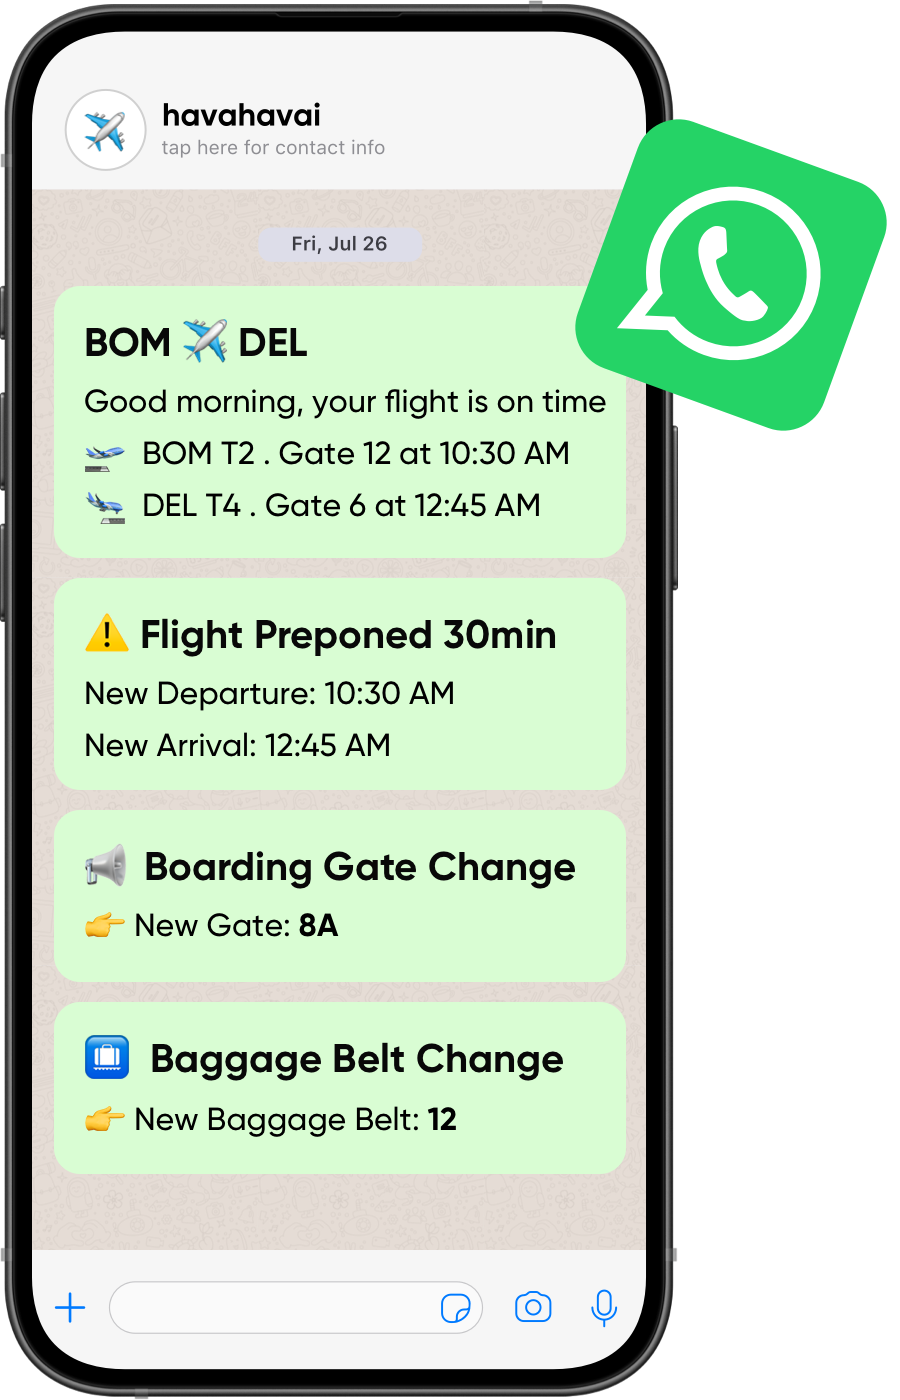 havahavai
tap here for contact info
Fri, Jul 26
BOM ✈️ DEL
Good morning, your flight is on time
🛫 BOM T2 . Gate 12 at 10:30 AM
🛬 DEL T4 . Gate 6 at 12:45 AM
⚠️ Flight Preponed 30min
New Departure: 10:30 AM
New Arrival: 12:45 AM
📢 Boarding Gate Change
👉 New Gate: 8A
🛄 Baggage Belt Change
👉 New Baggage Belt: 12